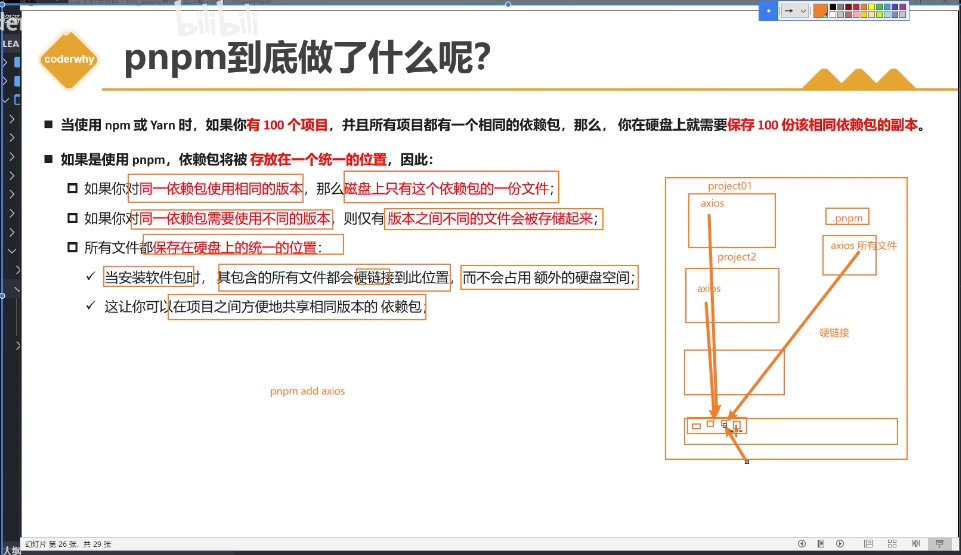 bilibili
LEA
coderwhy
pnpm到底做了什么呢?
当使用 npm 或 Yarn 时，如果你有 100 个项目，并且所有项目都有一个相同的依赖包，那么， 你在硬盘上就需要保存 100 份该相同依赖包的副本。
如果是使用 pnpm，依赖包将被 存放在一个统一的位置，因此：
如果你对同一依赖包使用相同的版本，那么磁盘上只有这个依赖包的一份文件；
如果你对同一依赖包需要使用不同的版本，则仅有 版本之间不同的文件会被存储起来；
所有文件都保存在硬盘上的统一的位置：
当安装软件包时， 其包含的所有文件都会硬链接到此位置，而不会占用 额外的硬盘空间；
这让你可以在项目之间方便地共享相同版本的 依赖包；
pnpm add axios
project01
axios
.pnpm
axios 所有文件
project2
axios
硬链接
幻灯片 第 26 张，共 29 张